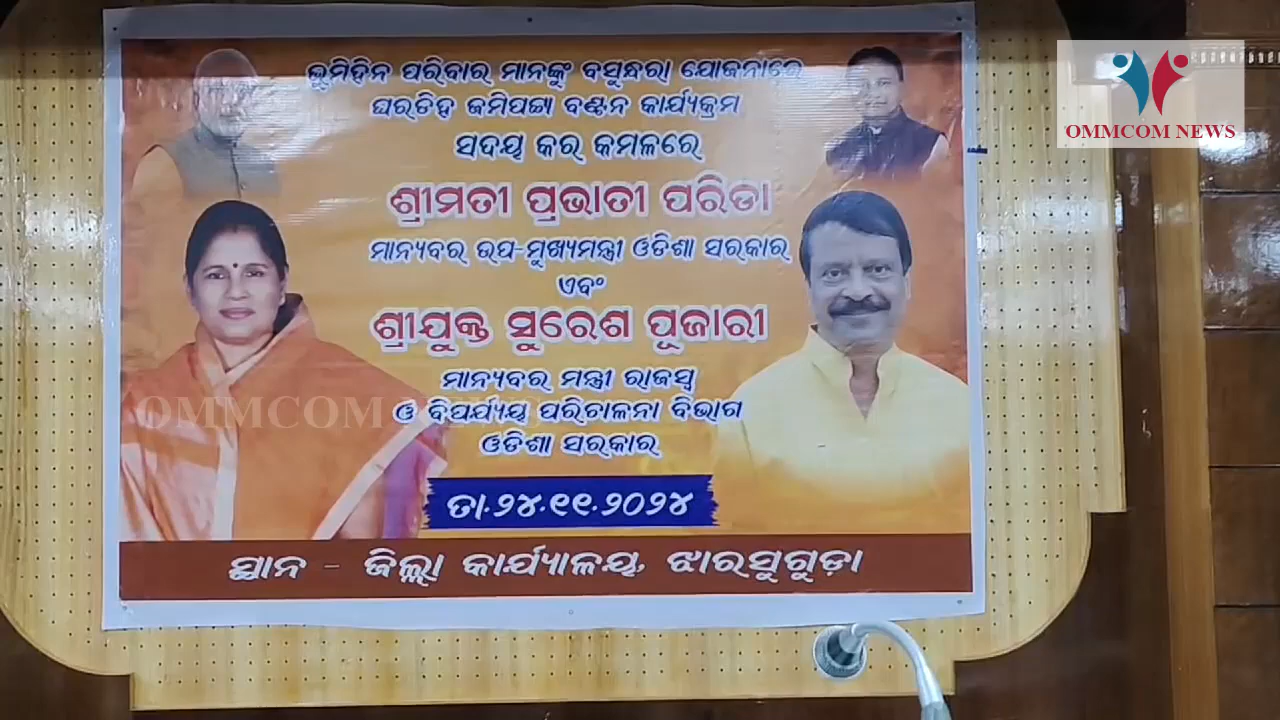 ଭୂମିହିନ ପରିବାର ମାନଙ୍କୁ ବସୁନ୍ଧରା ଯୋଜନାରେ
ଘରଡିହ ଜମିପଟ୍ଟା ବଣ୍ଟନ କାର୍ଯ୍ୟକ୍ରମ
ସଦୟ କର କମଳରେ
ଶ୍ରୀମତୀ ପ୍ରଭାତୀ ପରିଡା
ମାନ୍ୟବର ଉପ-ମୁଖ୍ୟମନ୍ତ୍ରୀ ଓଡିଶା ସରକାର
ଏବଂ
ଶ୍ରୀଯୁକ୍ତ ସୁରେଶ ପୂଜାରୀ
ମାନ୍ୟବର ମନ୍ତ୍ରୀ ରାଜସ୍ୱ
ଓ ବିପର୍ଯ୍ୟୟ ପରିଚାଳନା ବିଭାଗ
ଓଡିଶା ସରକାର
ତା.୨୪.୧୧.୨୦୨୪
ସ୍ଥାନ - ଜିଲ୍ଲା କାର୍ଯ୍ୟାଳୟ, ଝାରସୁଗୁଡ଼ା
OMMCOM NEWS
OMMCOM NEWS